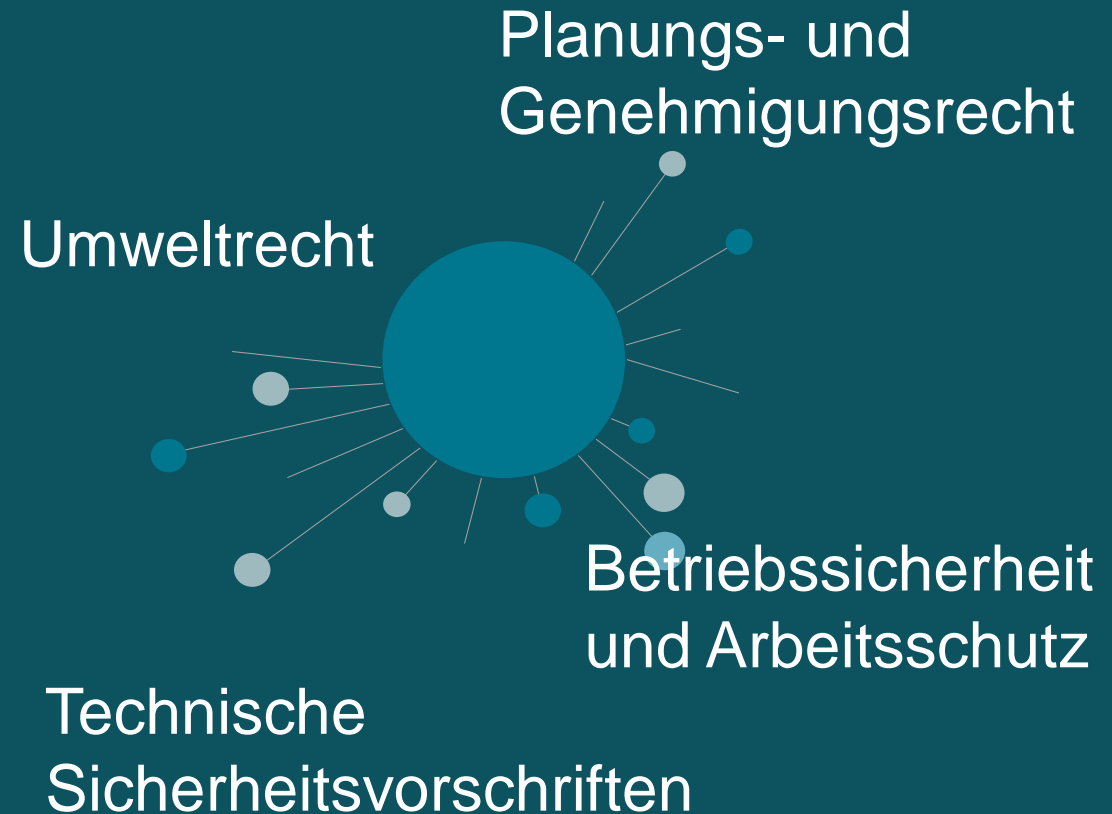 Planungs- und
Genehmigungsrecht
Umweltrecht
Betriebssicherheit
und Arbeitsschutz
Technische
Sicherheitsvorschriften